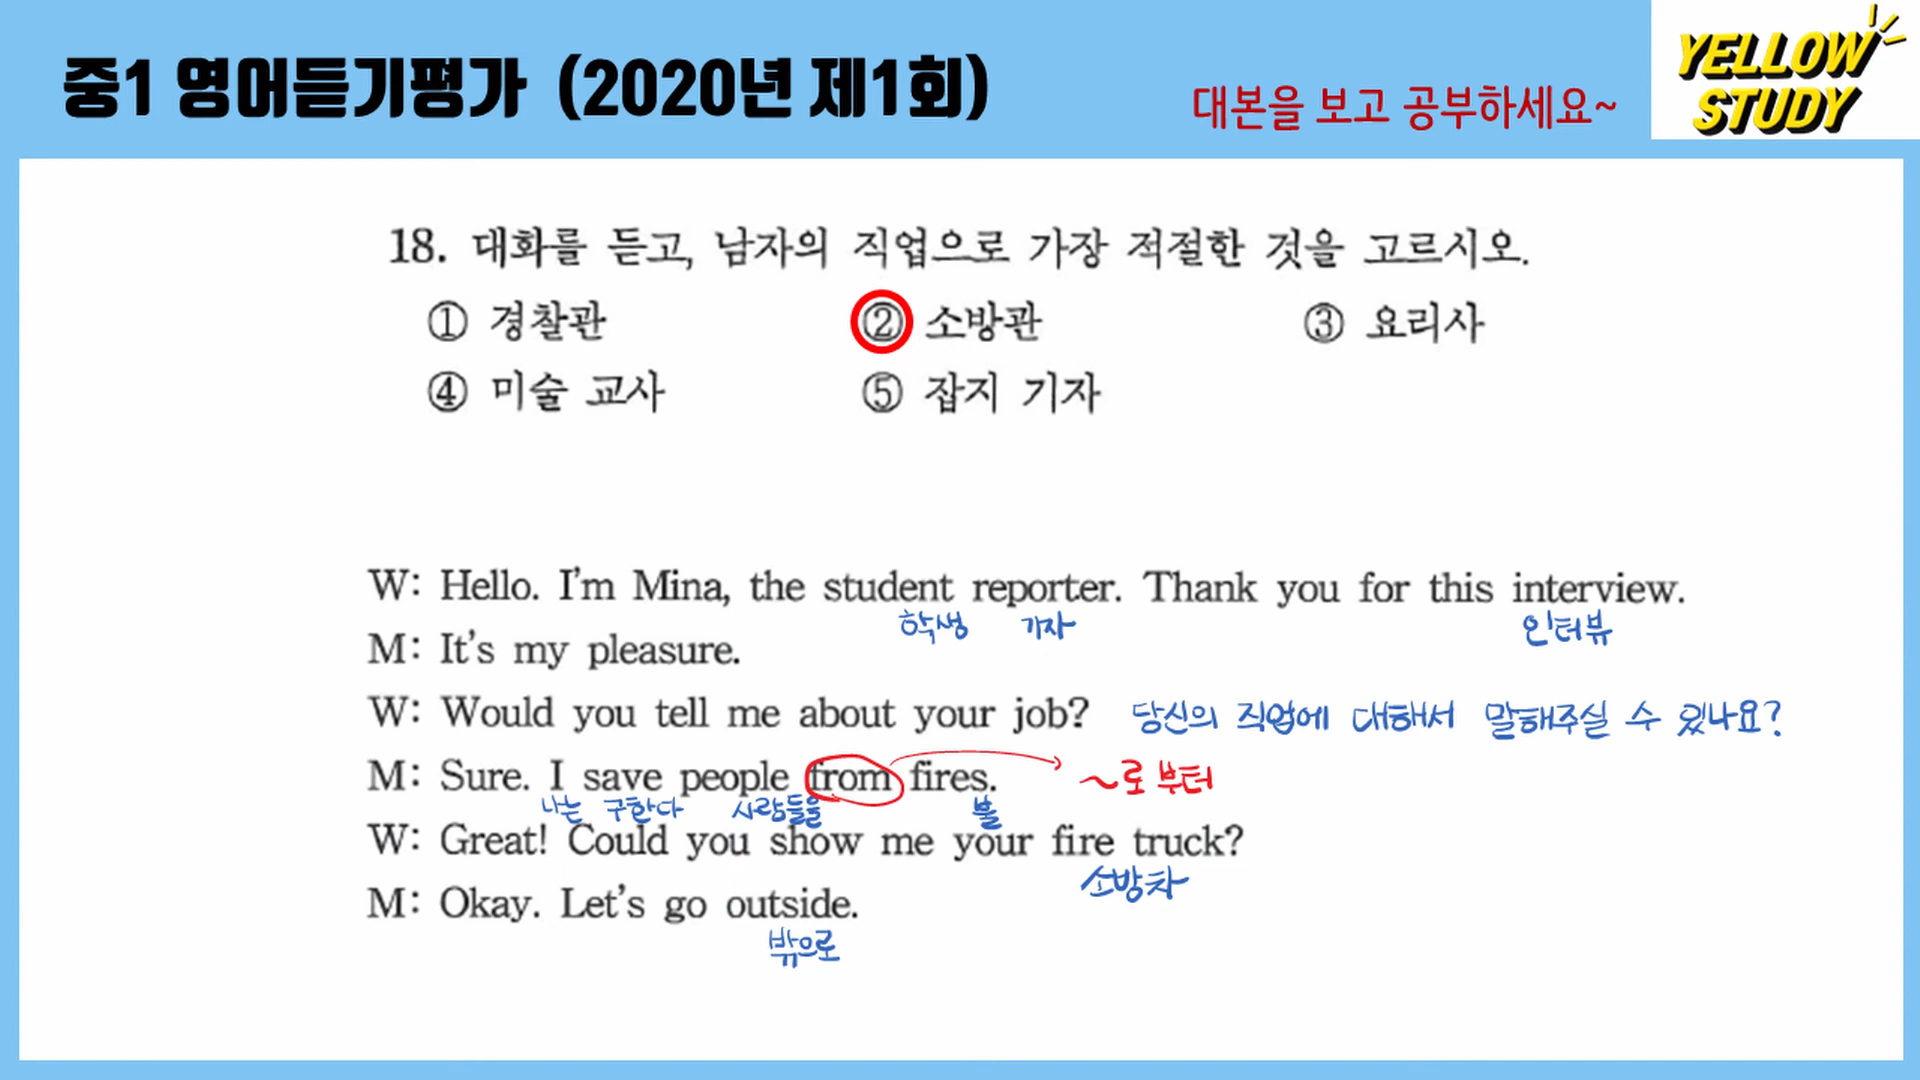 중1 영어듣기평가 (2020년 제1회)
대본을 보고 공부하세요~
YELLOW
STUDY
18. 대화를 듣고, 남자의 직업으로 가장 적절한 것을 고르시오.
① 경찰관 ② 소방관 ③ 요리사
④ 미술 교사 ⑤ 잡지 기자
W: Hello. I'm Mina, the student reporter. Thank you for this interview.
학생 기자 인터뷰
M: It's my pleasure.
W: Would you tell me about your job? 당신의 직업에 대해서 말해주실 수 있나요?
M: Sure. I save people from fires. ~로 부터
나는 구한다 사람들을 불
W: Great! Could you show me your fire truck?
소방차
M: Okay. Let's go outside.
밖으로